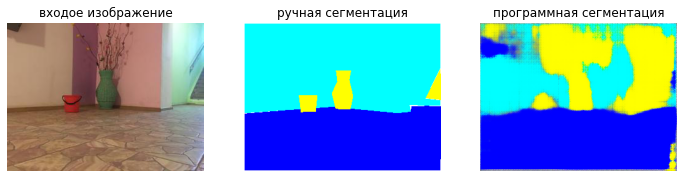 входое изображение
ручная сегментация
программная сегментация